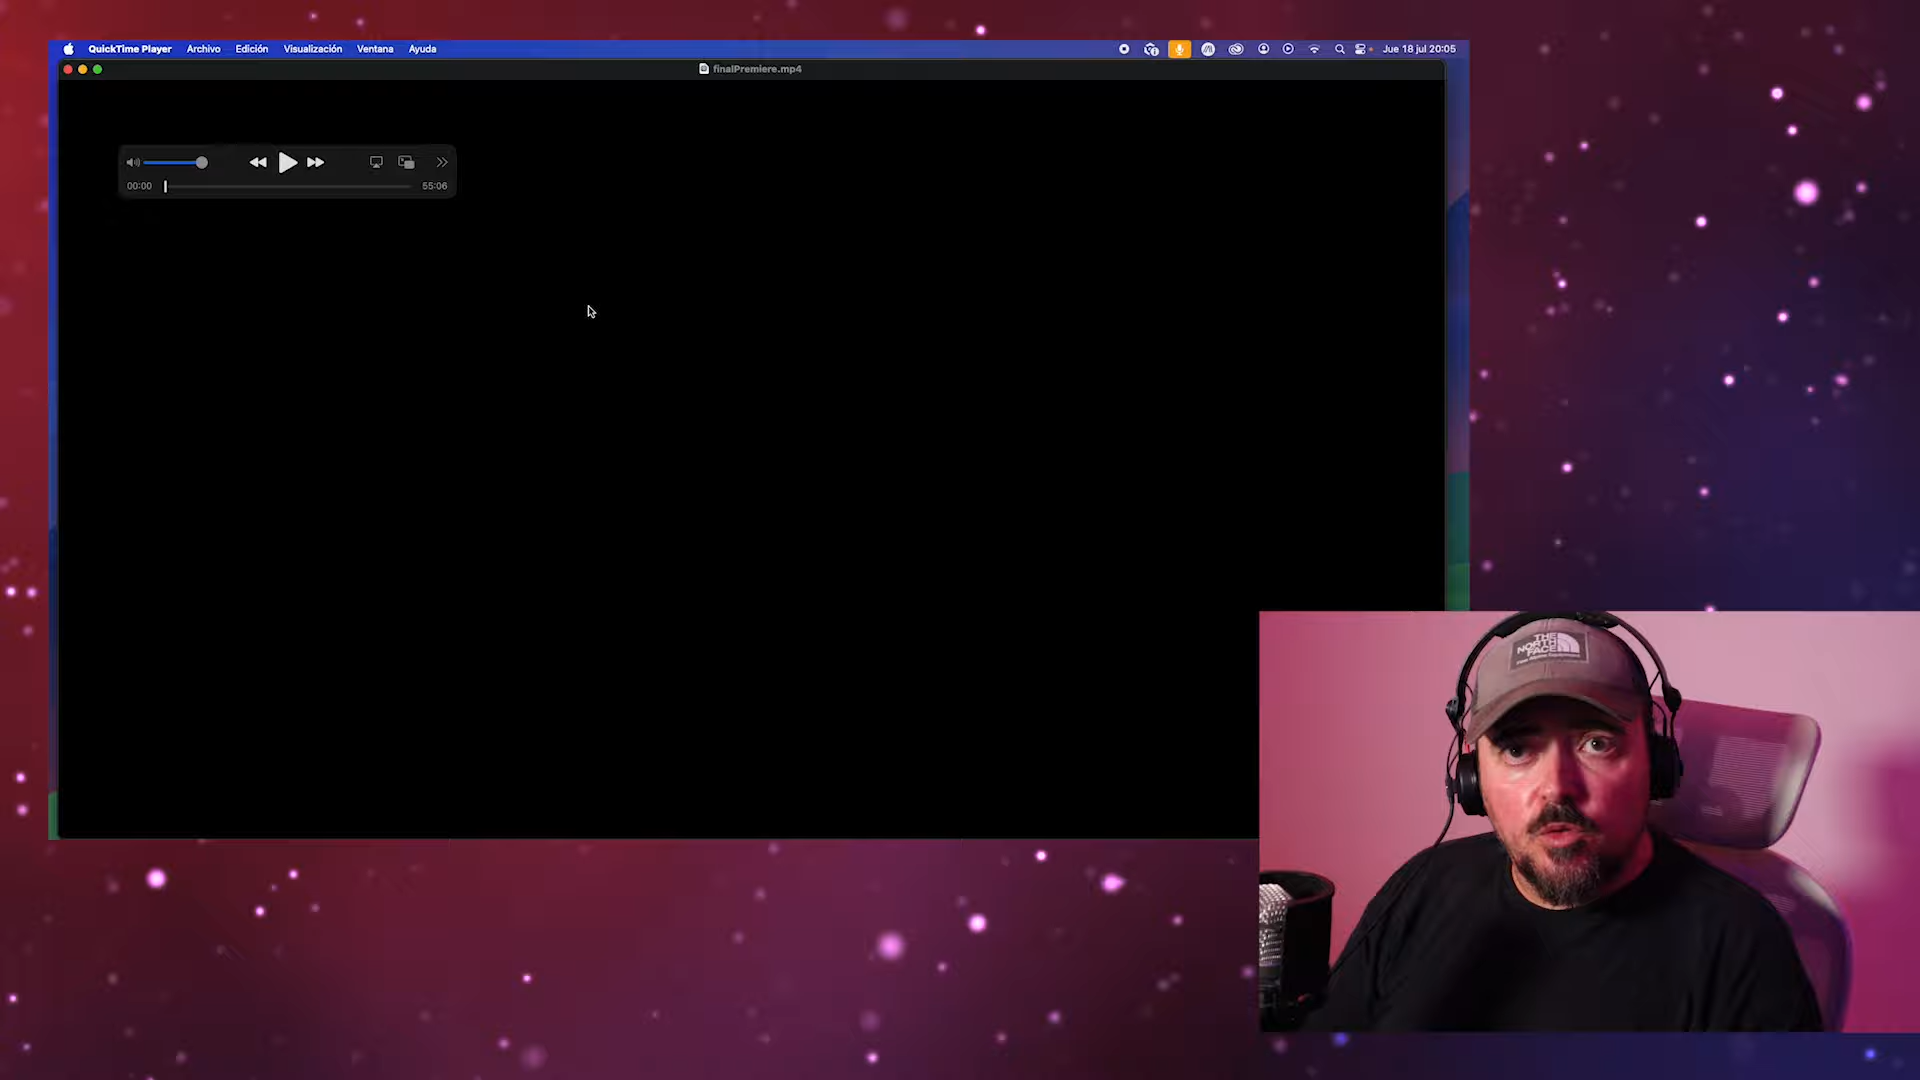 QuickTime Player Archivo Edición Visualización Ventana Ayuda Jue 18 jul 20:05
finalPremiere.mp4
00:00 55:06
THE
NORTH
FACE